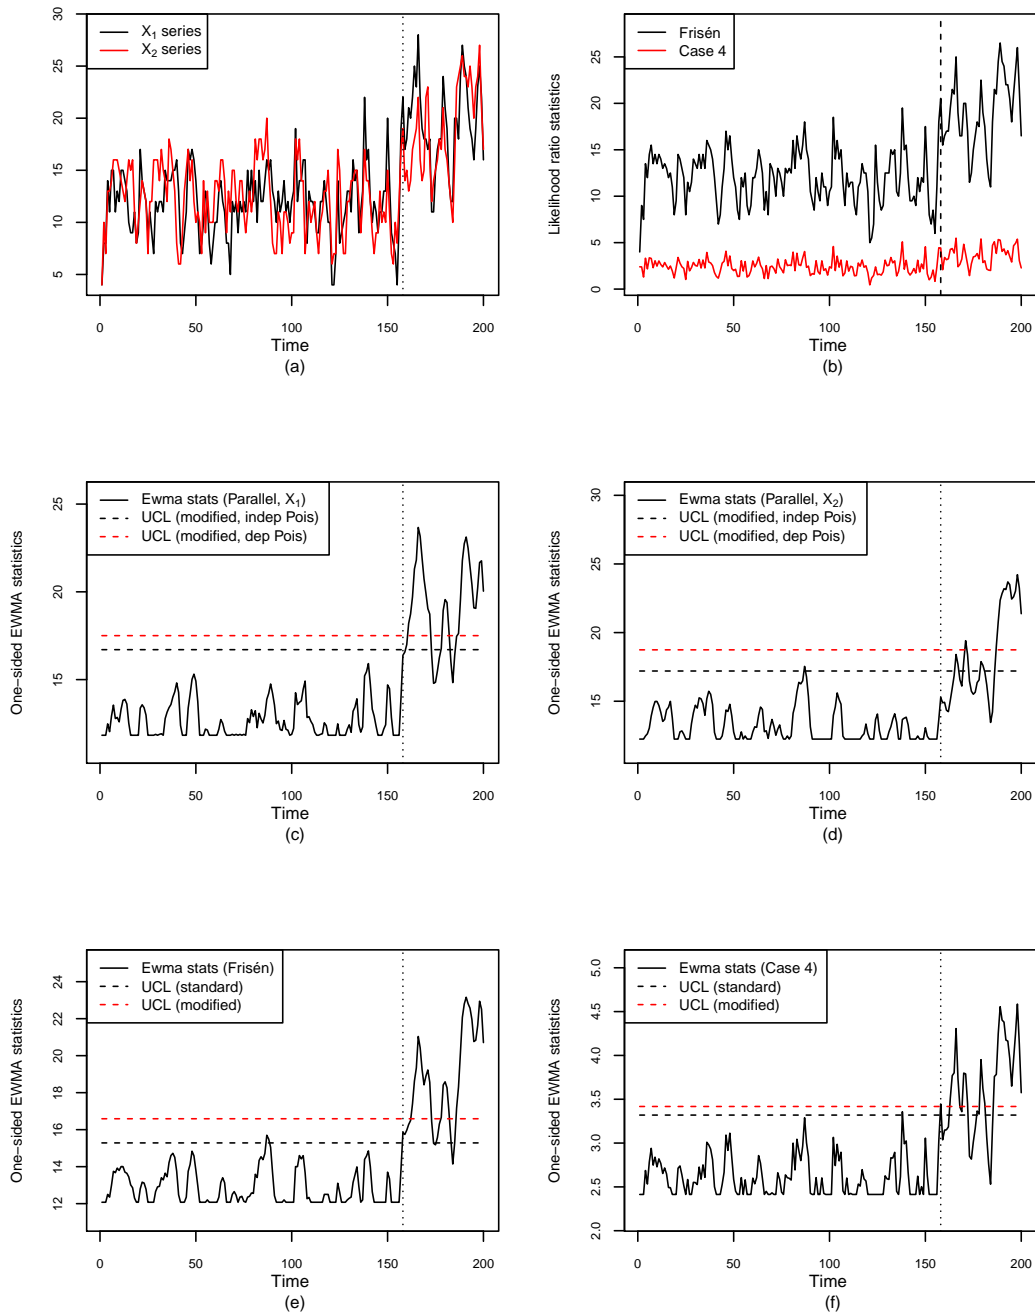 X1 series
X2 series
5
10
15
20
25
30
0
50
100
150
200
Time
(a)
Likelihood ratio statistics
Frisén
Case 4
0
5
10
15
20
25
0
50
100
150
200
Time
(b)
One−sided EWMA statistics
Ewma stats (Parallel, X1)
UCL (modified, indep Pois)
UCL (modified, dep Pois)
15
20
25
0
50
100
150
200
Time
(c)
One−sided EWMA statistics
Ewma stats (Parallel, X2)
UCL (modified, indep Pois)
UCL (modified, dep Pois)
15
20
25
30
0
50
100
150
200
Time
(d)
One−sided EWMA statistics
Ewma stats (Frisén)
UCL (standard)
UCL (modified)
12
14
16
18
20
22
24
0
50
100
150
200
Time
(e)
One−sided EWMA statistics
Ewma stats (Case 4)
UCL (standard)
UCL (modified)
2.0
2.5
3.0
3.5
4.0
4.5
5.0
0
50
100
150
200
Time
(f)